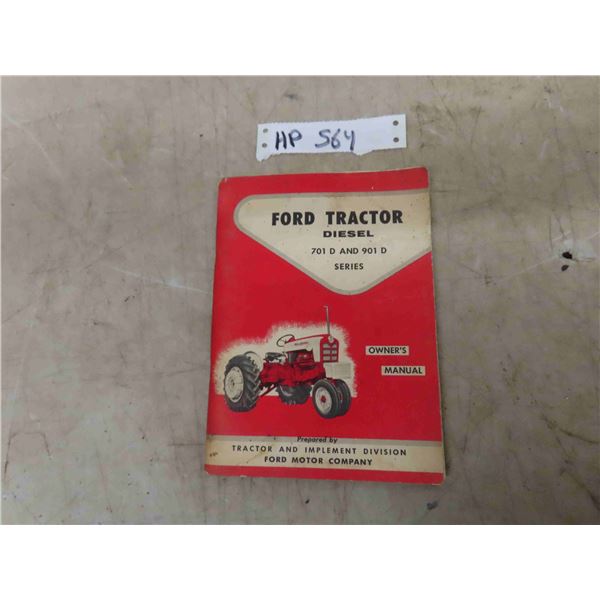 HP 564
FORD TRACTOR
DIESEL
701 D AND 901 D
SERIES
OWNER'S
MANUAL
Prepared by
TRACTOR AND IMPLEMENT DIVISION
FORD MOTOR COMPANY